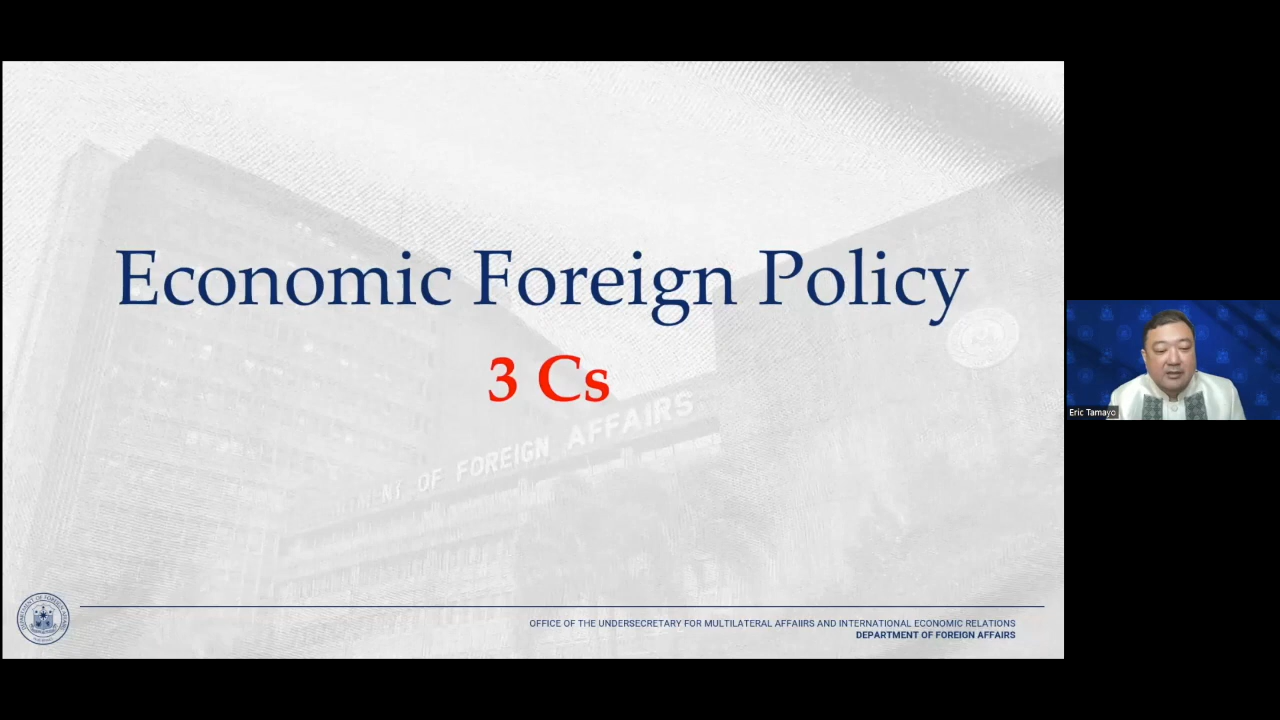 Economic Foreign Policy
3 Cs
OF FOREIGN AFFAIRS
OFFICE OF THE UNDERSECRETARY FOR MULTILATERAL AFFAIIRS AND INTERNATIONAL ECONOMIC RELATIONS
DEPARTMENT OF FOREIGN AFFAIRS
Eric Tamayo